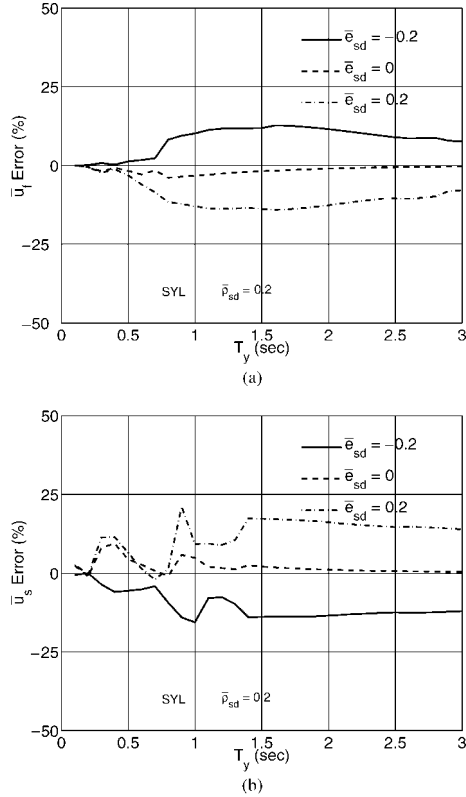 (a)
50
25
0
−25
−50
ū_f Error (%)
ē_sd = −0.2
ē_sd = 0
ē_sd = 0.2
SYL ρ̄_sd = 0.2
0 0.5 1 1.5 2 2.5 3
T_y (sec)
(a)
50
25
0
−25
−50
ū_s Error (%)
ē_sd = −0.2
ē_sd = 0
ē_sd = 0.2
SYL ρ̄_sd = 0.2
0 0.5 1 1.5 2 2.5 3
T_y (sec)
(b)